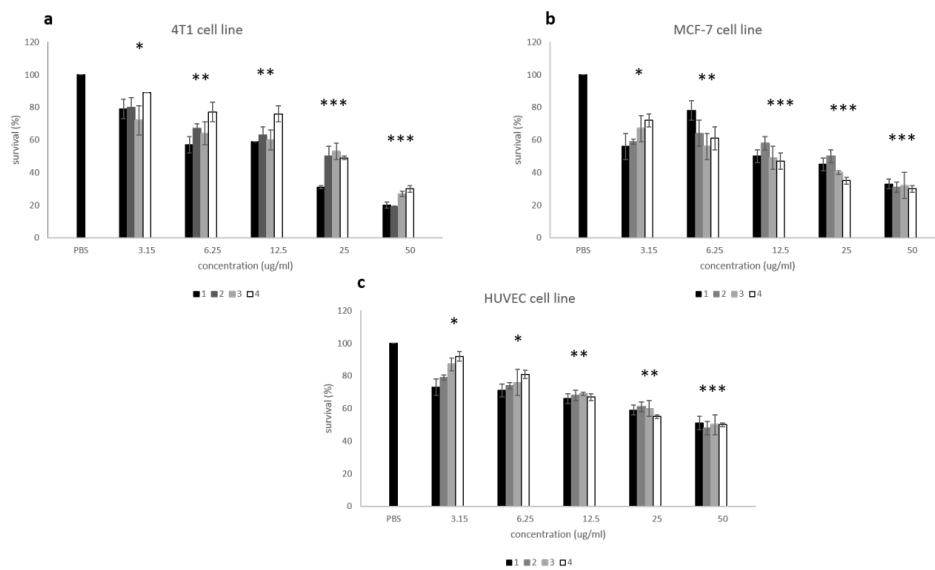 a
4T1 cell line
120
100
80
60
40
20
0
survival (%)
*
**
**
***
***
PBS 3.15 6.25 12.5 25 50
concentration (ug/ml)
1 2 3 4
b
MCF-7 cell line
120
100
80
60
40
20
0
survival (%)
*
**
***
***
***
PBS 3.15 6.25 12.5 25 50
concentration (ug/ml)
1 2 3 4
c
HUVEC cell line
120
100
80
60
40
20
0
survival (%)
*
*
**
**
***
PBS 3.15 6.25 12.5 25 50
concentration (ug/ml)
1 2 3 4